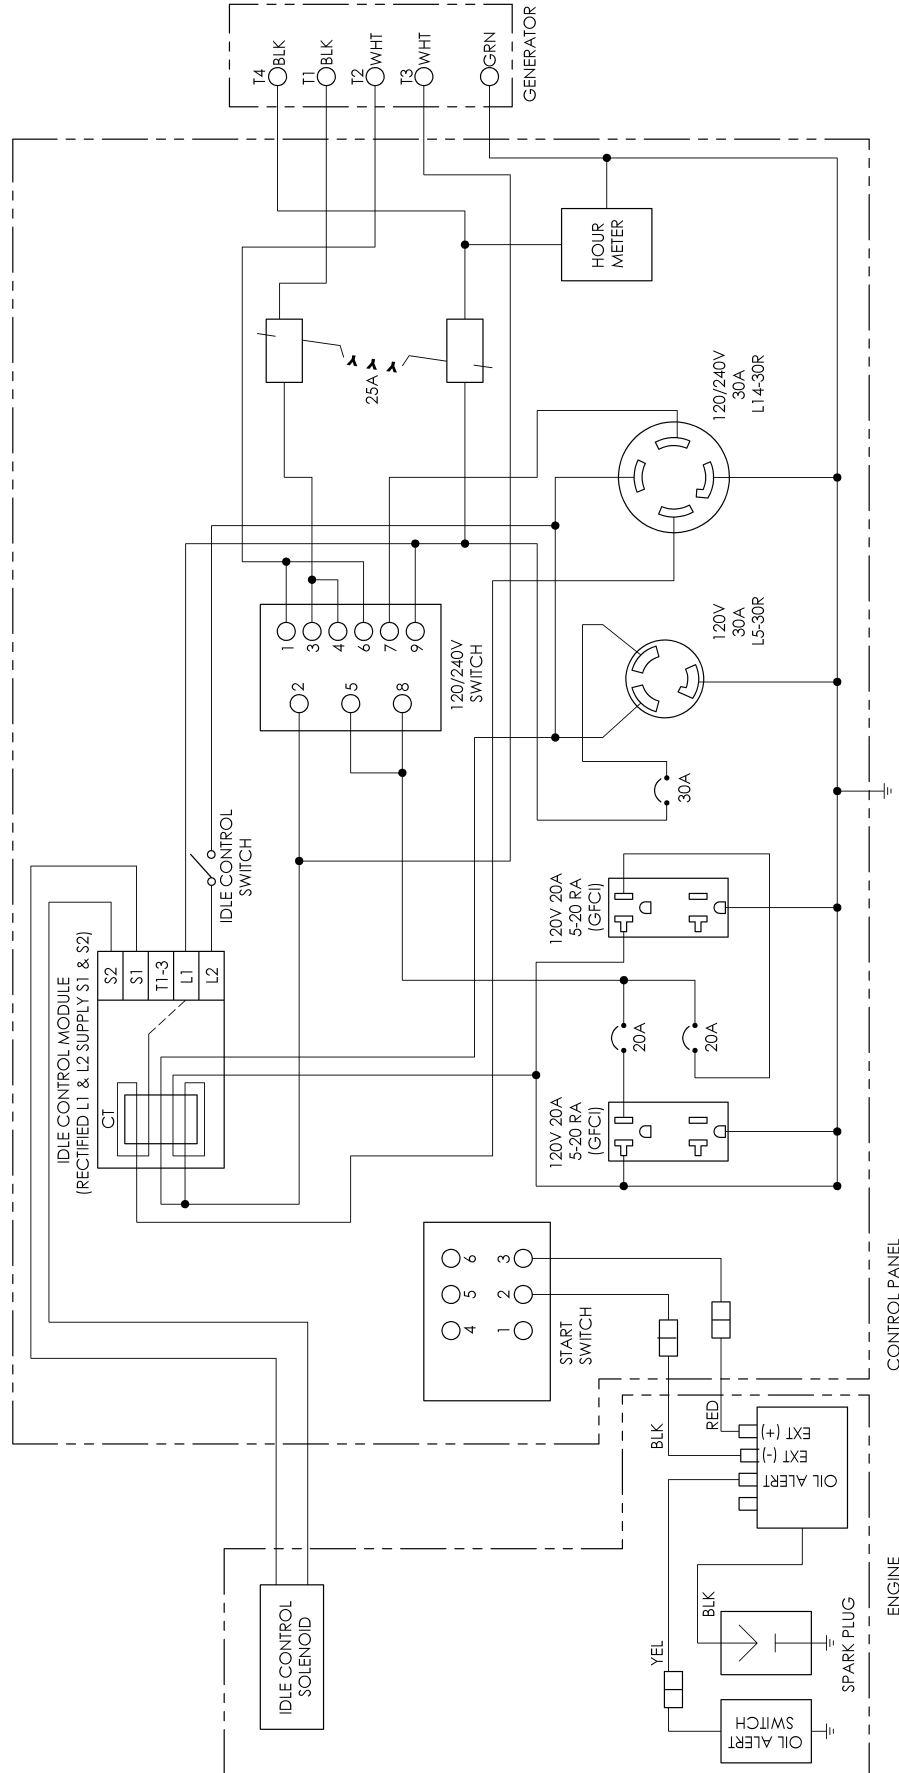 T4
BLK
T1
BLK
T2
WHT
T3
WHT
GRN
GENERATOR
HOUR
METER
25A
120/240V
30A
L14-30R
1
3
4
6
7
9
2
5
8
120/240V
SWITCH
120V
30A
L5-30R
30A
IDLE CONTROL
SWITCH
IDLE CONTROL MODULE
(RECTIFIED L1 & L2 SUPPLY S1 & S2)
S2
S1
T1-3
L1
L2
CT
120V 20A
5-20 RA
(GFCI)
20A
20A
120V 20A
5-20 RA
(GFCI)
6
5
4
3
2
1
START
SWITCH
CONTROL PANEL
BLK
RED
EXT (+)
EXT (-)
OIL ALERT
ENGINE
IDLE CONTROL
SOLENOID
BLK
SPARK PLUG
YEL
OIL ALERT
SWITCH